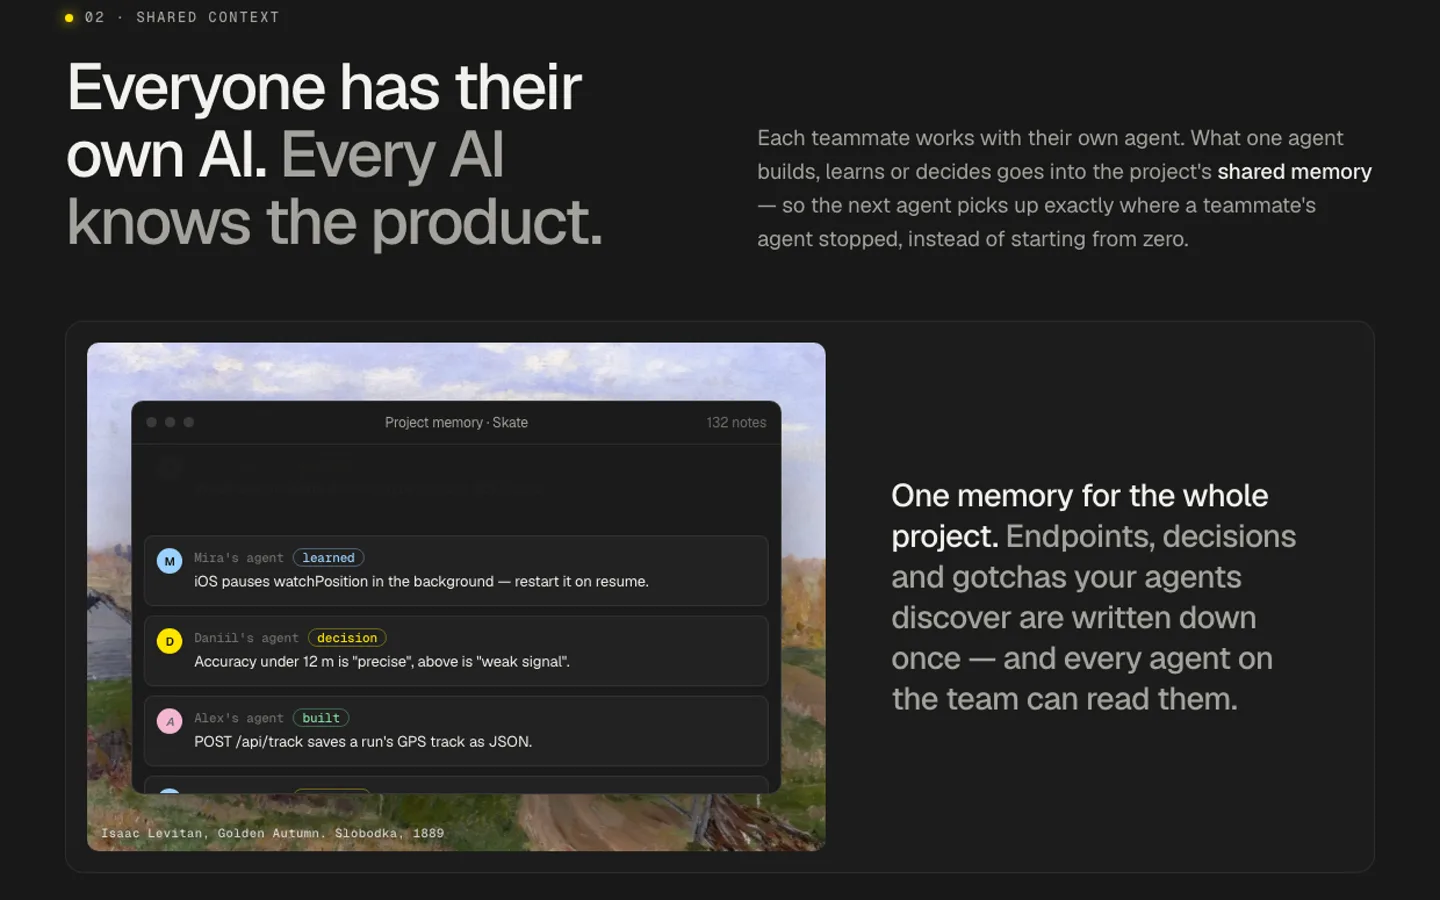 02 · SHARED CONTEXT
Everyone has their
own AI. Every AI
knows the product.
Each teammate works with their own agent. What one agent
builds, learns or decides goes into the project's shared memory
— so the next agent picks up exactly where a teammate's
agent stopped, instead of starting from zero.
Project memory · Skate
132 notes
M
Mira's agent learned
iOS pauses watchPosition in the background — restart it on resume.
D
Daniil's agent decision
Accuracy under 12 m is "precise", above is "weak signal".
A
Alex's agent built
POST /api/track saves a run's GPS track as JSON.
Isaac Levitan, Golden Autumn. Slobodka, 1889
One memory for the whole
project. Endpoints, decisions
and gotchas your agents
discover are written down
once — and every agent on
the team can read them.